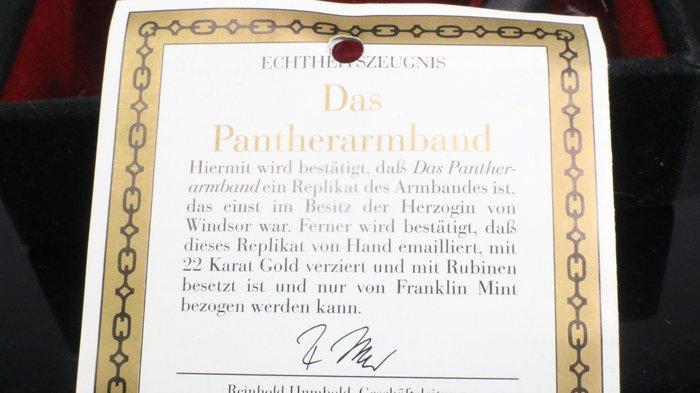 ECHTHEITSZEUGNIS
Das
Pantherarmband
Hiermit wird bestätigt, daß Das Panther-
armband ein Replikat des Armbandes ist,
das einst im Besitz der Herzogin von
Windsor war. Ferner wird bestätigt, daß
dieses Replikat von Hand emailliert, mit
22 Karat Gold verziert und mit Rubinen
besetzt ist und nur von Franklin Mint
bezogen werden kann.
Reinhold